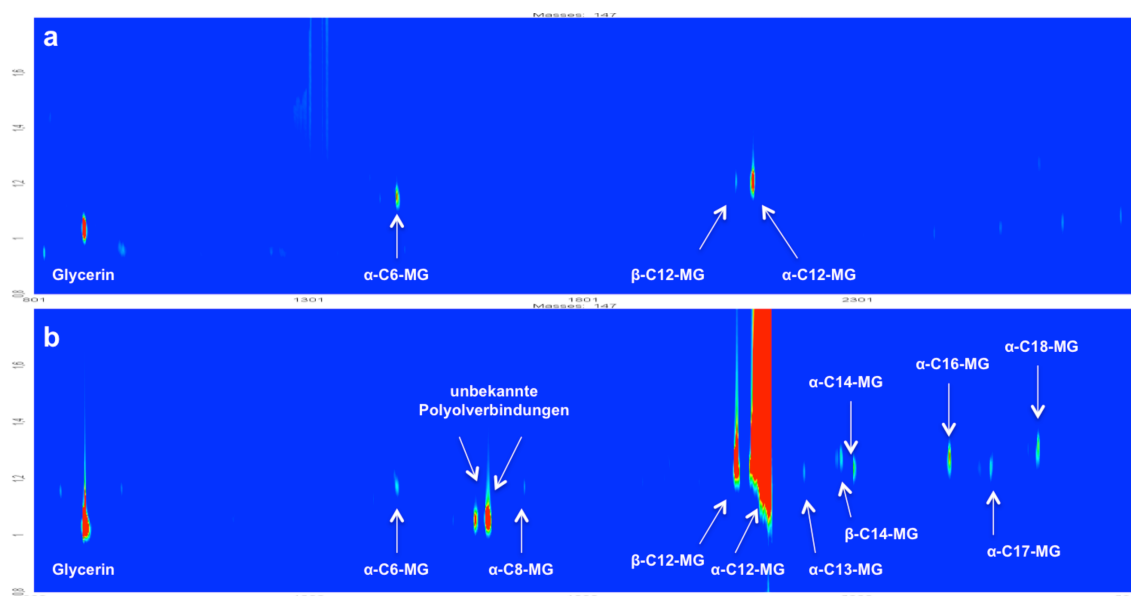 Masses: 147
a
Glycerin
α-C6-MG
β-C12-MG
α-C12-MG
801
1301
1801
2301
Masses: 147
b
unbekannte
Polyolverbindungen
α-C14-MG
α-C16-MG
α-C18-MG
Glycerin
α-C6-MG
α-C8-MG
β-C12-MG
α-C12-MG
α-C13-MG
β-C14-MG
α-C17-MG